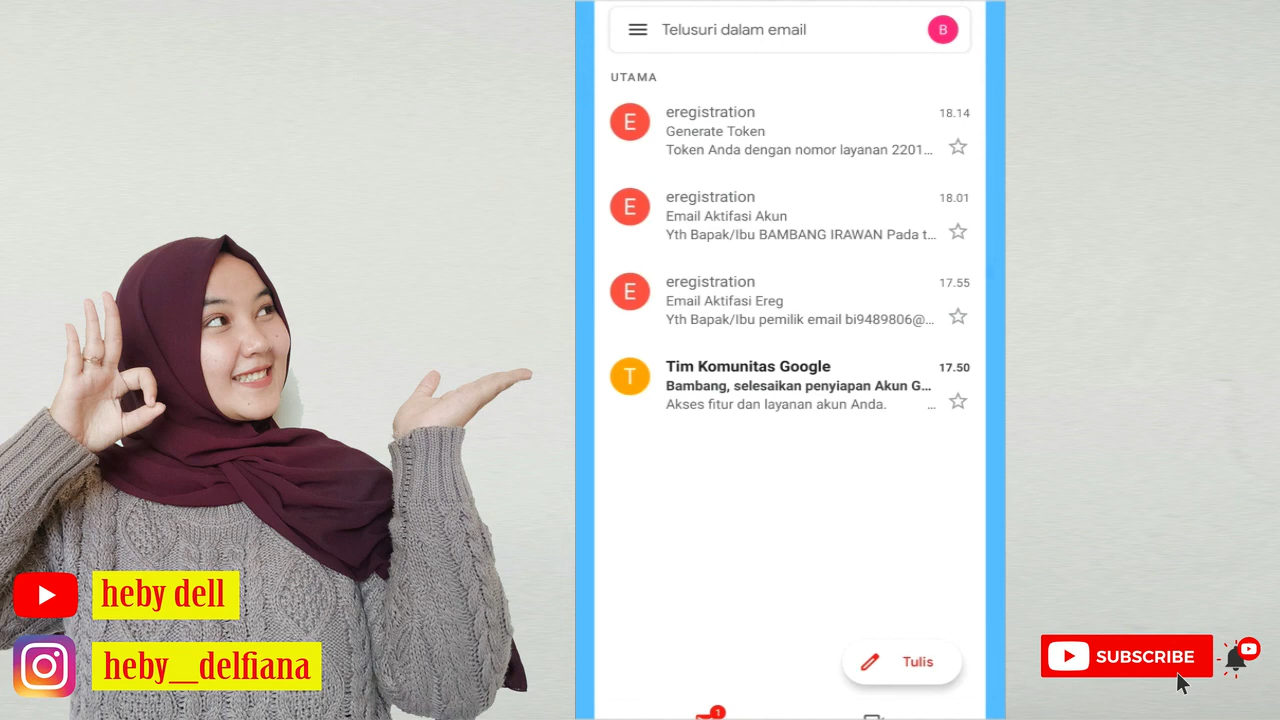 Telusuri dalam email
B
UTAMA
E
eregistration
18.14
Generate Token
Token Anda dengan nomor layanan 2201...
E
eregistration
18.01
Email Aktifasi Akun
Yth Bapak/Ibu BAMBANG IRAWAN Pada t...
E
eregistration
17.55
Email Aktifasi Ereg
Yth Bapak/Ibu pemilik email bi9489806@...
T
Tim Komunitas Google
17.50
Bambang, selesaikan penyiapan Akun G...
Akses fitur dan layanan akun Anda. ...
Tulis
1
heby dell
heby__delfiana
SUBSCRIBE